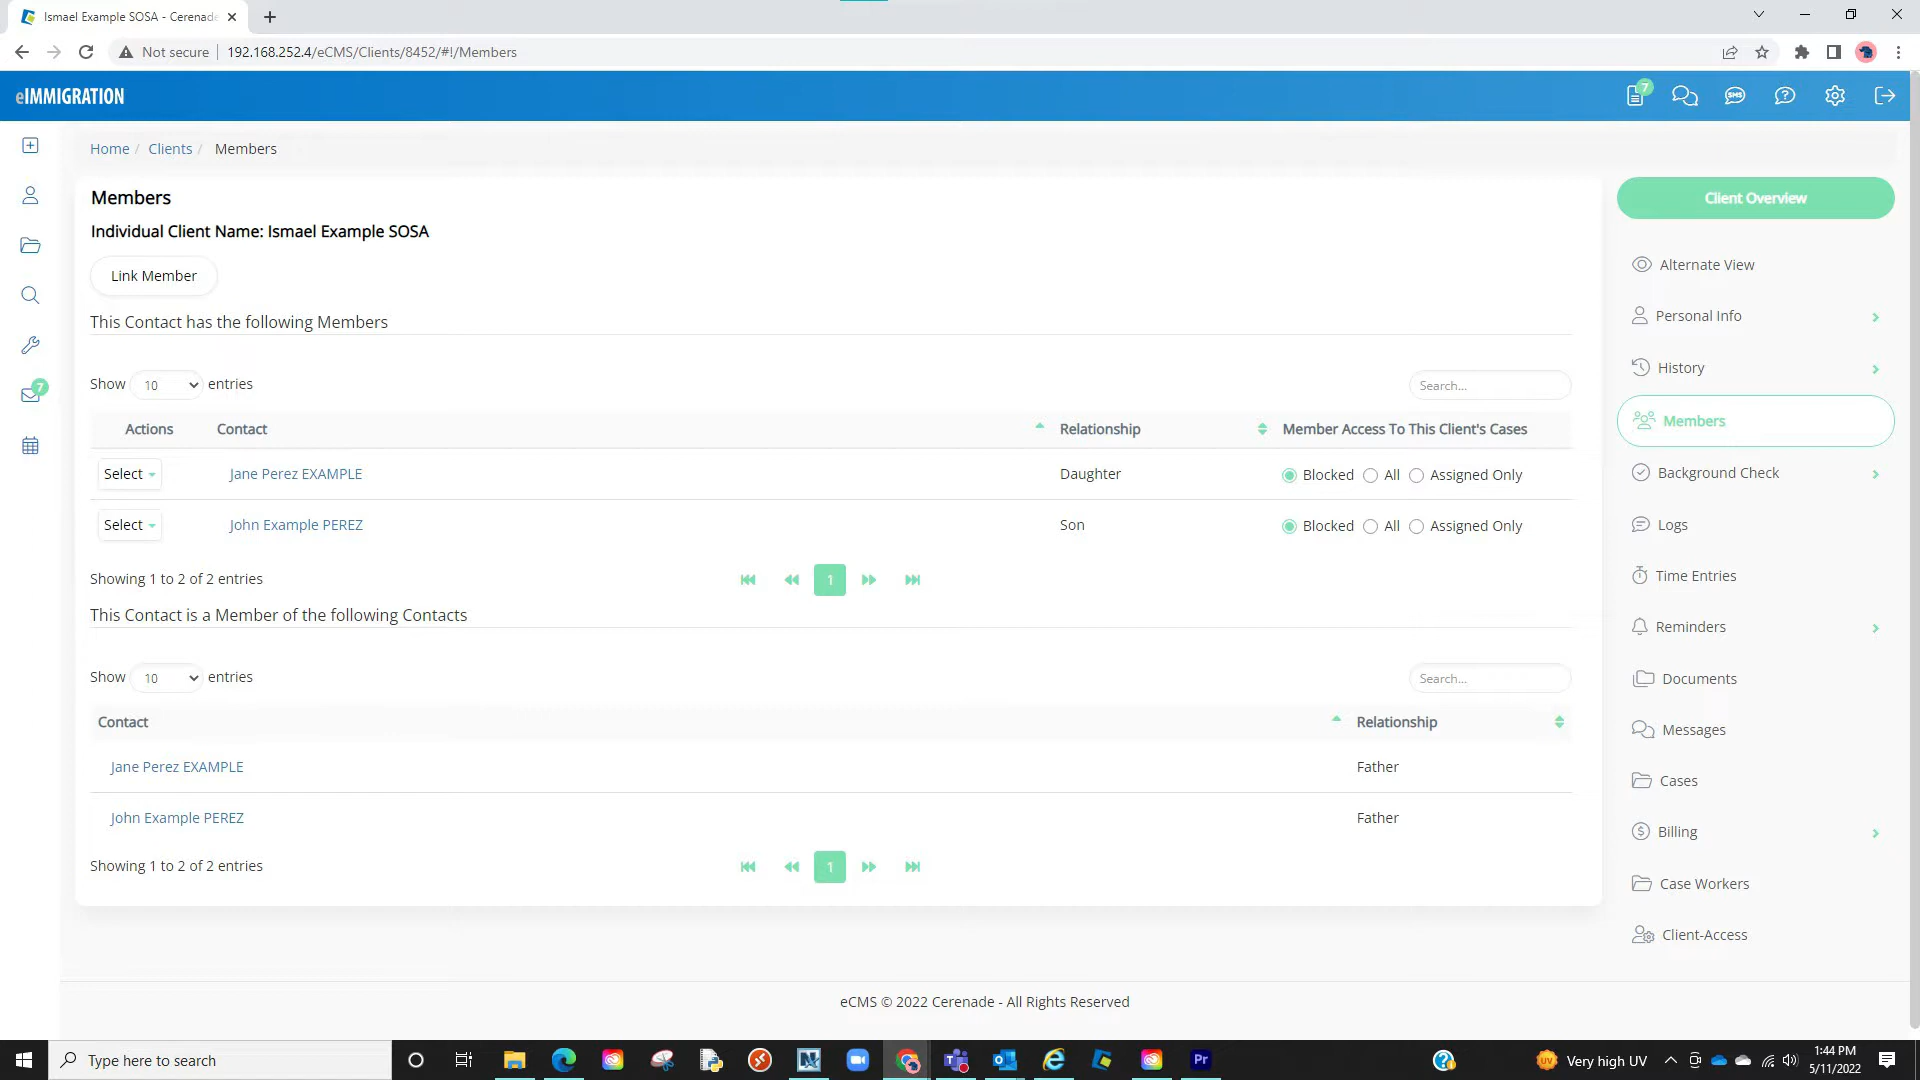 Ismael Example SOSA - Cerenade
Not secure 192.168.252.4/eCMS/Clients/8452/#!/Members
eIMMIGRATION
7
SMS
Home / Clients / Members
Members
Individual Client Name: Ismael Example SOSA
Link Member
This Contact has the following Members
Show 10 entries
Search...
Actions Contact Relationship Member Access To This Client's Cases
Select Jane Perez EXAMPLE Daughter Blocked All Assigned Only
Select John Example PEREZ Son Blocked All Assigned Only
Showing 1 to 2 of 2 entries
1
This Contact is a Member of the following Contacts
Show 10 entries
Search...
Contact Relationship
Jane Perez EXAMPLE Father
John Example PEREZ Father
Showing 1 to 2 of 2 entries
1
7
Client Overview
Alternate View
Personal Info
History
Members
Background Check
Logs
Time Entries
Reminders
Documents
Messages
Cases
Billing
Case Workers
Client-Access
eCMS © 2022 Cerenade - All Rights Reserved
Type here to search
Pr
UV
Very high UV
1:44 PM
5/11/2022